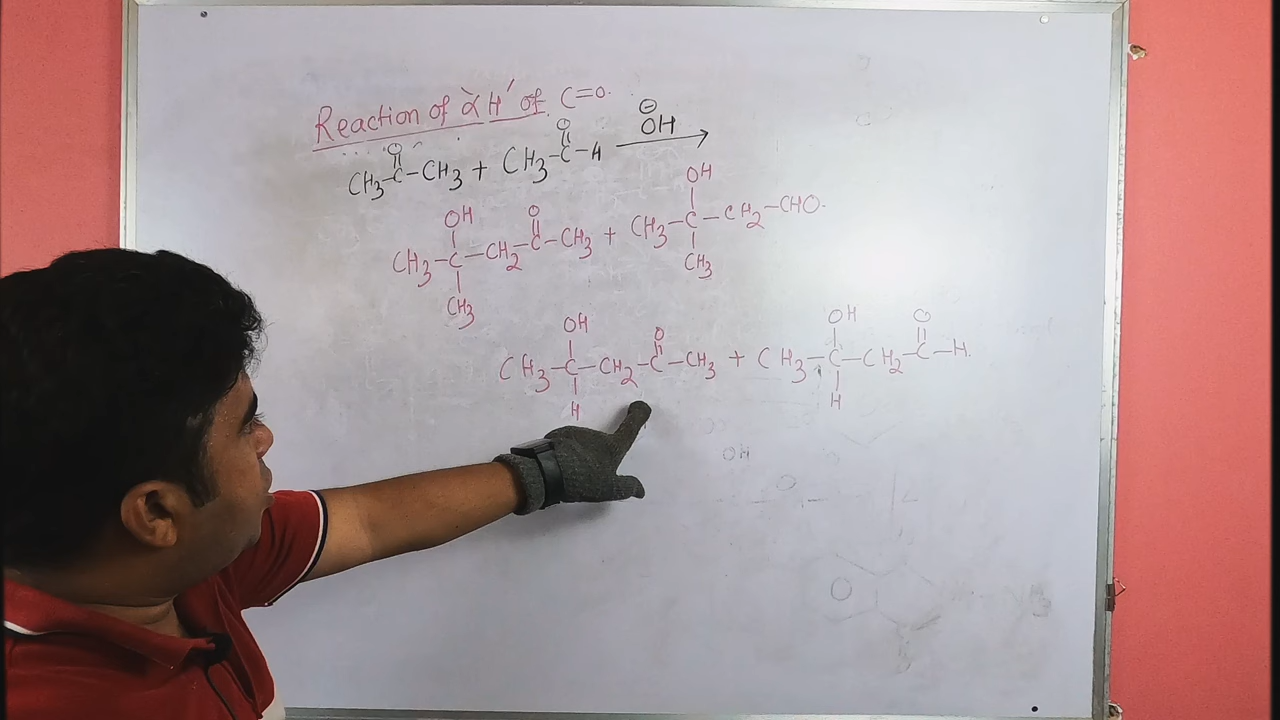 Reaction of 'α H' of C=O.
CH3-C(=O)-CH3 + CH3-C(=O)-H ⊖OH →
CH3-C(OH)(CH3)-CH2-C(=O)-CH3 + CH3-C(OH)(CH3)-CH2-CHO.
CH3-C(OH)(H)-CH2-C(=O)-CH3 + CH3-C(OH)(H)-CH2-C(=O)-H.
OH